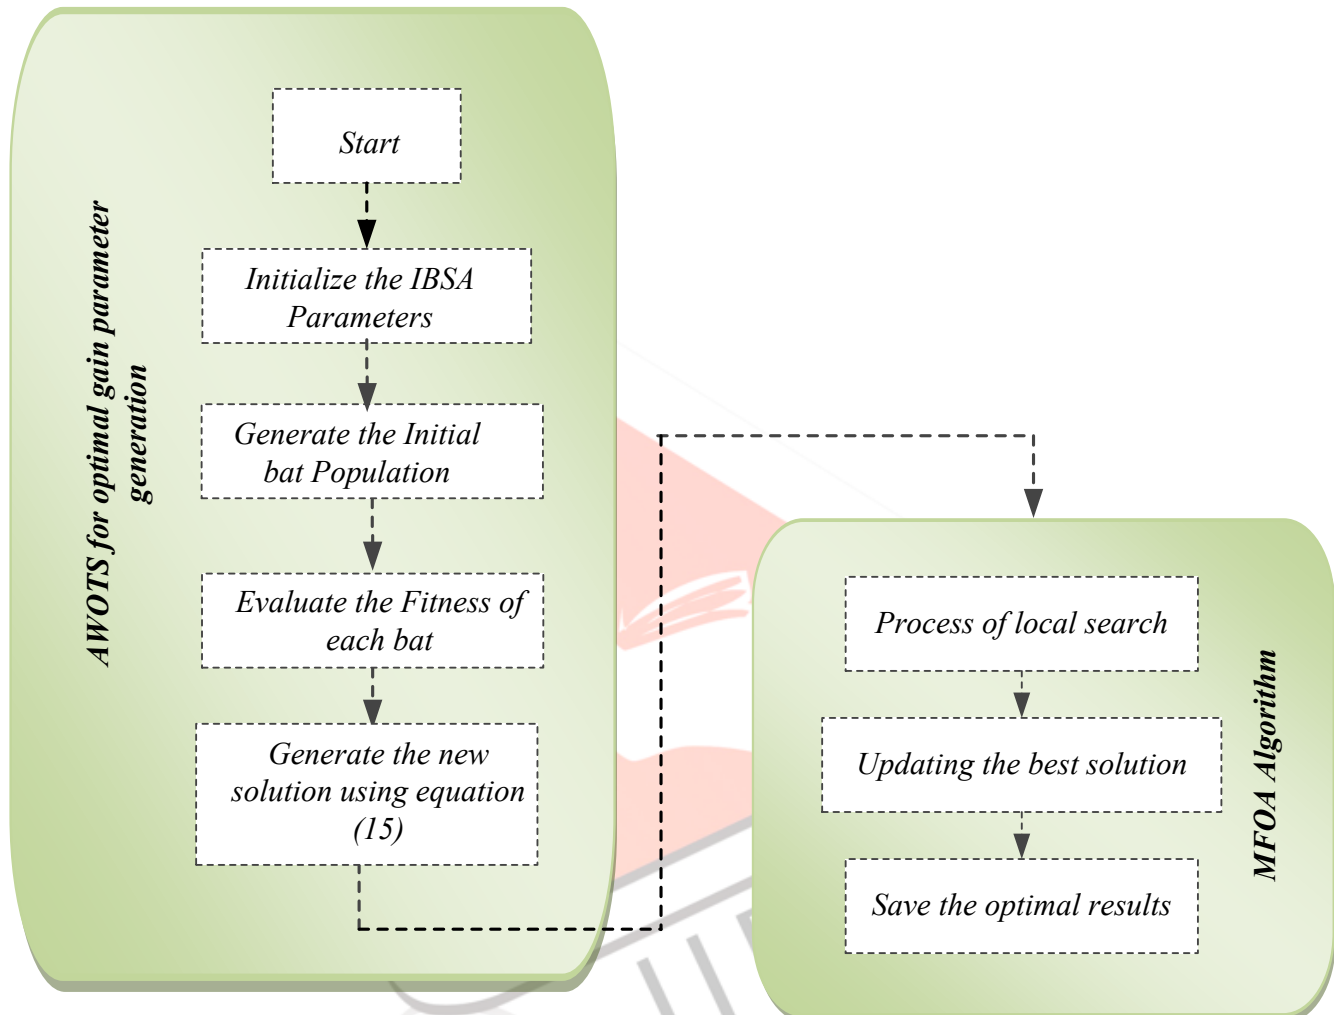 AWOTS for optimal gain parameter
generation
Start
Initialize the IBSA
Parameters
Generate the Initial
bat Population
Evaluate the Fitness of
each bat
Generate the new
solution using equation
(15)
Process of local search
Updating the best solution
Save the optimal results
MFOA Algorithm